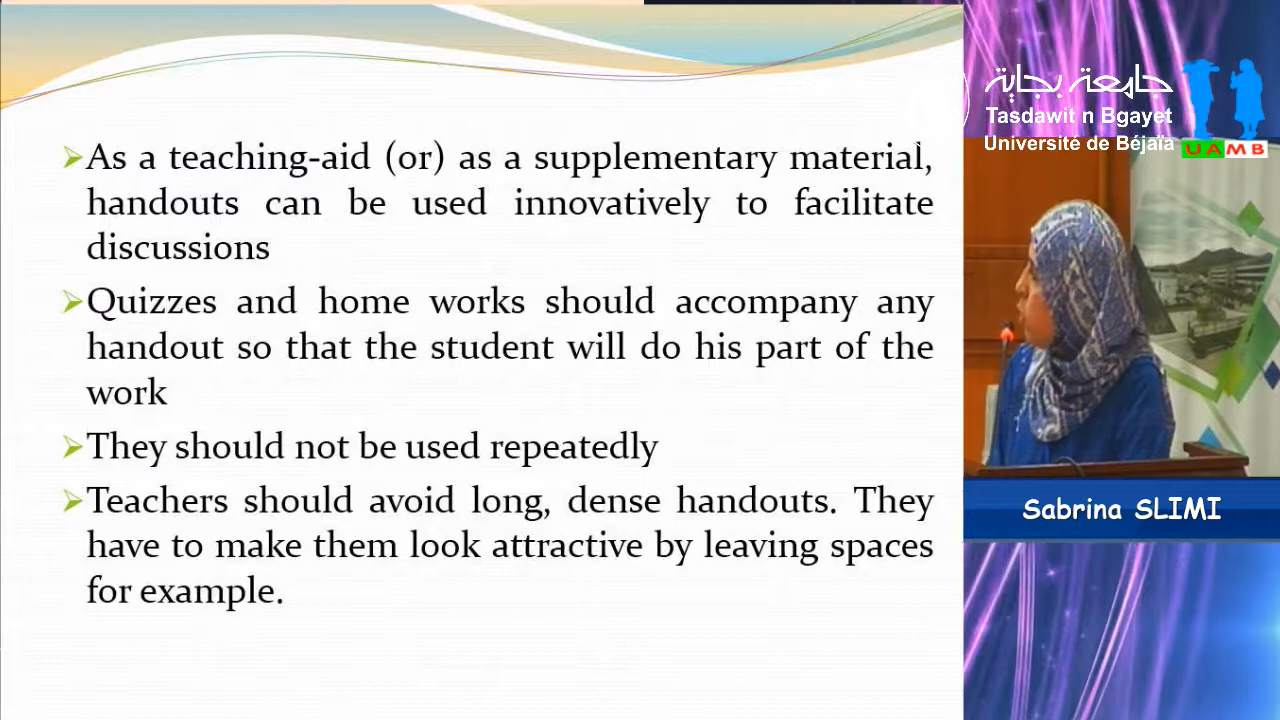 As a teaching-aid (or) as a supplementary material,
handouts can be used innovatively to facilitate
discussions
Quizzes and home works should accompany any
handout so that the student will do his part of the
work
They should not be used repeatedly
Teachers should avoid long, dense handouts. They
have to make them look attractive by leaving spaces
for example.
جامعة بجاية
Tasdawit n Bgayet
Université de Béjaïa
UAMB
Sabrina SLIMI